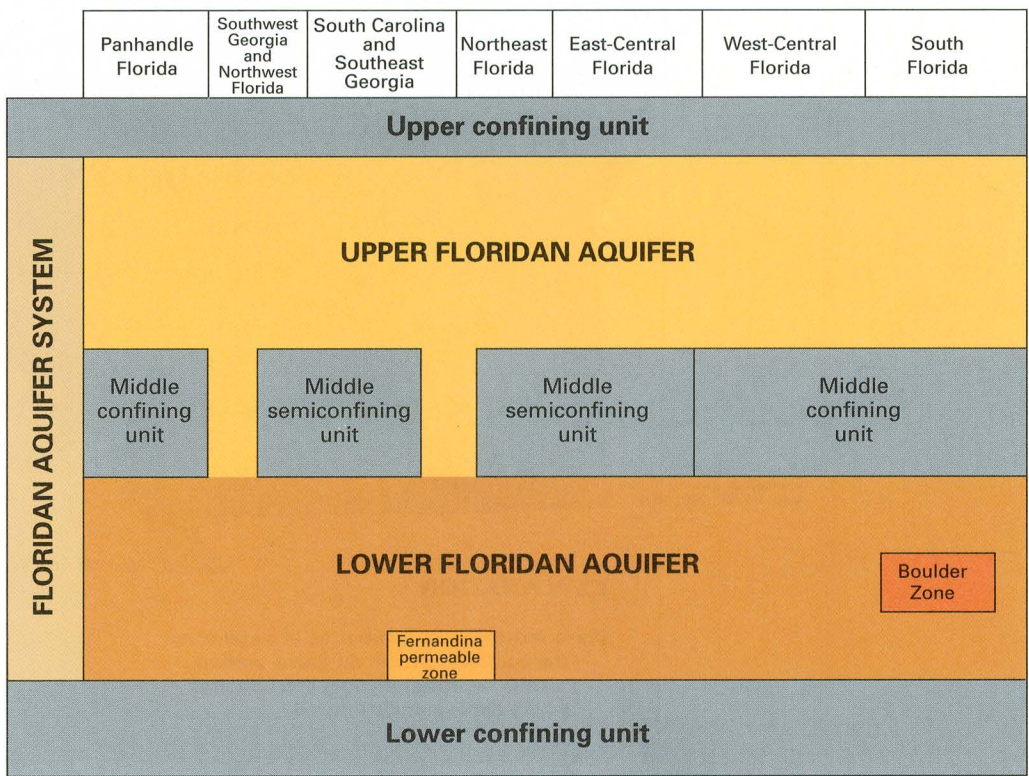 Panhandle
Florida
Southwest
Georgia
and
Northwest
Florida
South Carolina
and
Southeast
Georgia
Northeast
Florida
East-Central
Florida
West-Central
Florida
South
Florida
Upper confining unit
FLORIDAN AQUIFER SYSTEM
UPPER FLORIDAN AQUIFER
Middle
confining
unit
Middle
semiconfining
unit
Middle
semiconfining
unit
Middle
confining
unit
LOWER FLORIDAN AQUIFER
Boulder
Zone
Fernandina
permeable
zone
Lower confining unit